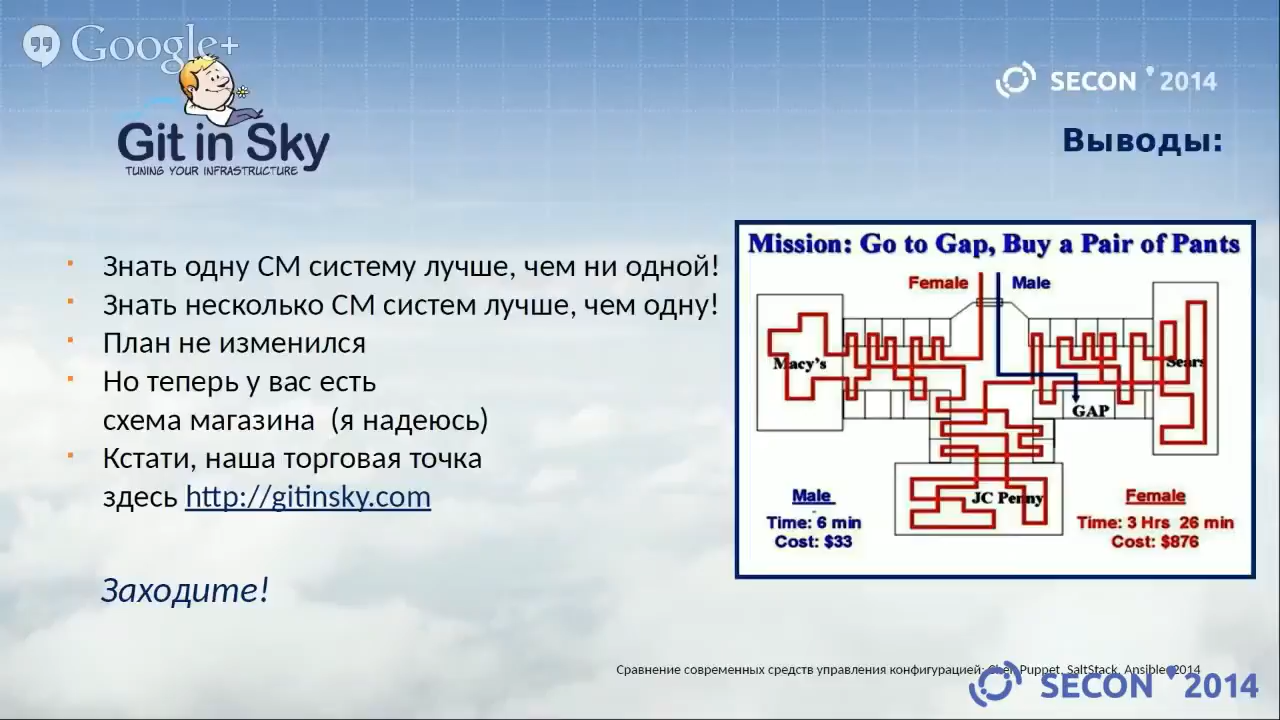 Google+
SECON 2014
Git in Sky
TUNING YOUR INFRASTRUCTURE
Выводы:
Знать одну СМ систему лучше, чем ни одной!
Знать несколько СМ систем лучше, чем одну!
План не изменился
Но теперь у вас есть
схема магазина (я надеюсь)
Кстати, наша торговая точка
здесь http://gitinsky.com
Заходите!
Mission: Go to Gap, Buy a Pair of Pants
Female Male
Macy's
Sears
GAP
JC Penny
Male
Time: 6 min
Cost: $33
Female
Time: 3 Hrs 26 min
Cost: $876
Сравнение современных средств управления конфигурацией: Chef, Puppet, SaltStack, Ansible 2014
SECON 2014